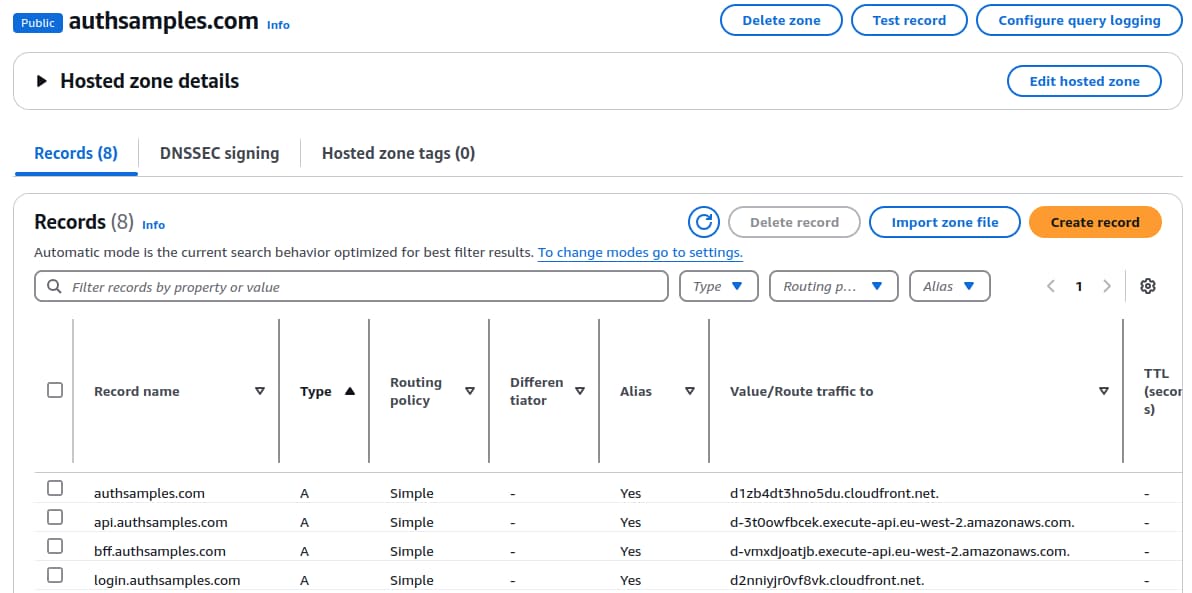 Public authsamples.com Info Delete zone Test record Configure query logging
Hosted zone details Edit hosted zone
Records (8) DNSSEC signing Hosted zone tags (0)
Records (8) Info Delete record Import zone file Create record
Automatic mode is the current search behavior optimized for best filter results. To change modes go to settings.
Filter records by property or value Type Routing p... Alias 1
Record name Type Routing policy Differen tiator Alias Value/Route traffic to TTL (secon s)
authsamples.com A Simple - Yes d1zb4dt3hno5du.cloudfront.net. -
api.authsamples.com A Simple - Yes d-3t0owfbcek.execute-api.eu-west-2.amazonaws.com. -
bff.authsamples.com A Simple - Yes d-vmxdjoatjb.execute-api.eu-west-2.amazonaws.com. -
login.authsamples.com A Simple - Yes d2nniyjr0vf8vk.cloudfront.net. -